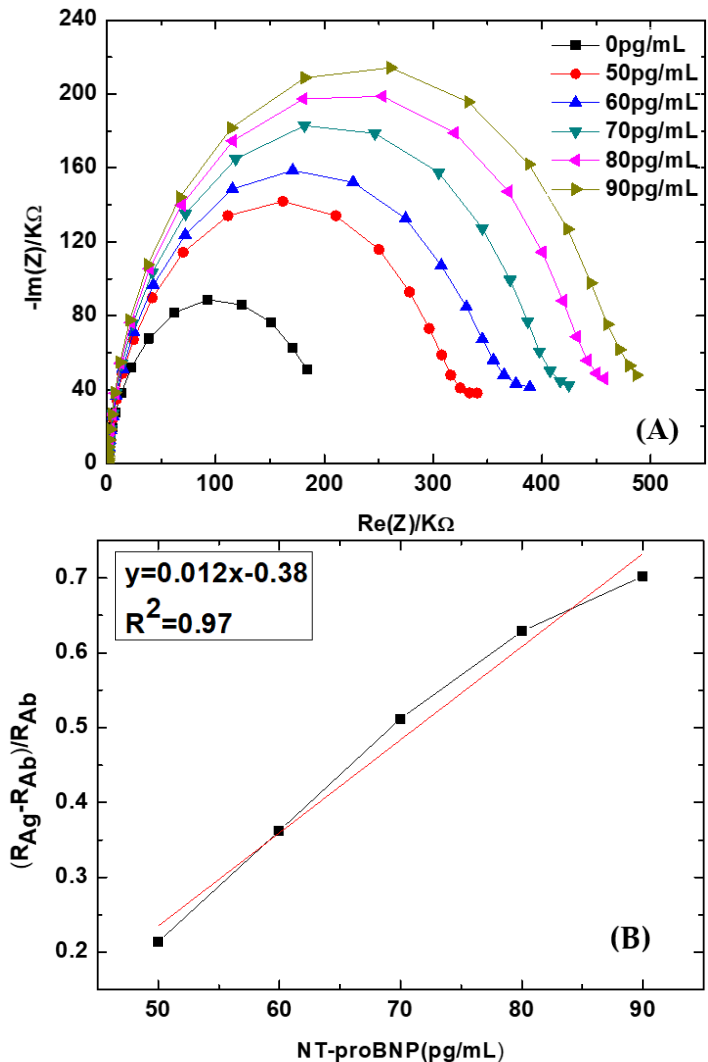 240
200
160
120
80
40
0
-Im(Z)/KΩ
0pg/mL
50pg/mL
60pg/mL
70pg/mL
80pg/mL
90pg/mL
(A)
0 100 200 300 400 500
Re(Z)/KΩ
y=0.012x-0.38
R²=0.97
0.7
0.6
0.5
0.4
0.3
0.2
(R_Ag-R_Ab)/R_Ab
(B)
50 60 70 80 90
NT-proBNP(pg/mL)